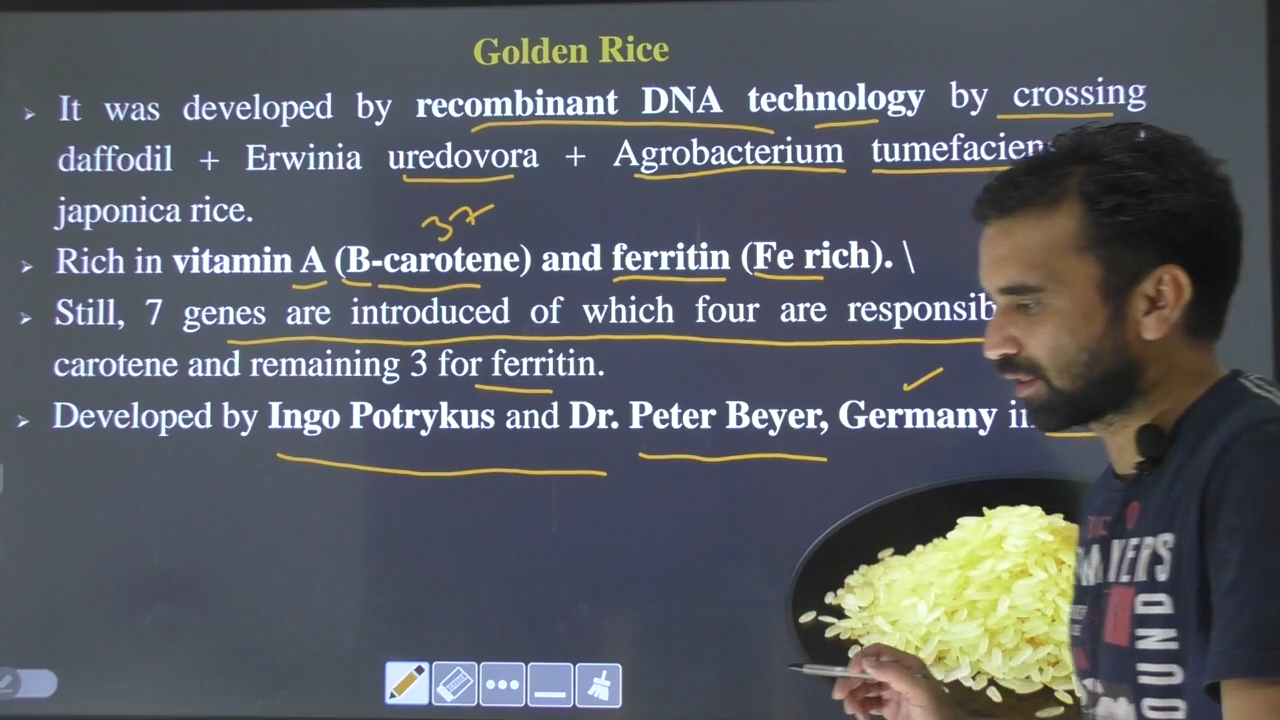 Golden Rice
➢ It was developed by recombinant DNA technology by crossing
daffodil + Erwinia uredovora + Agrobacterium
japonica rice.
37
➢ Rich in vitamin A (B-carotene) and ferritin (Fe rich). \
➢ Still, 7 genes are introduced of which four are
carotene and remaining 3 for ferritin.
➢ Developed by Ingo Potrykus and Dr. Peter Beyer, Germany